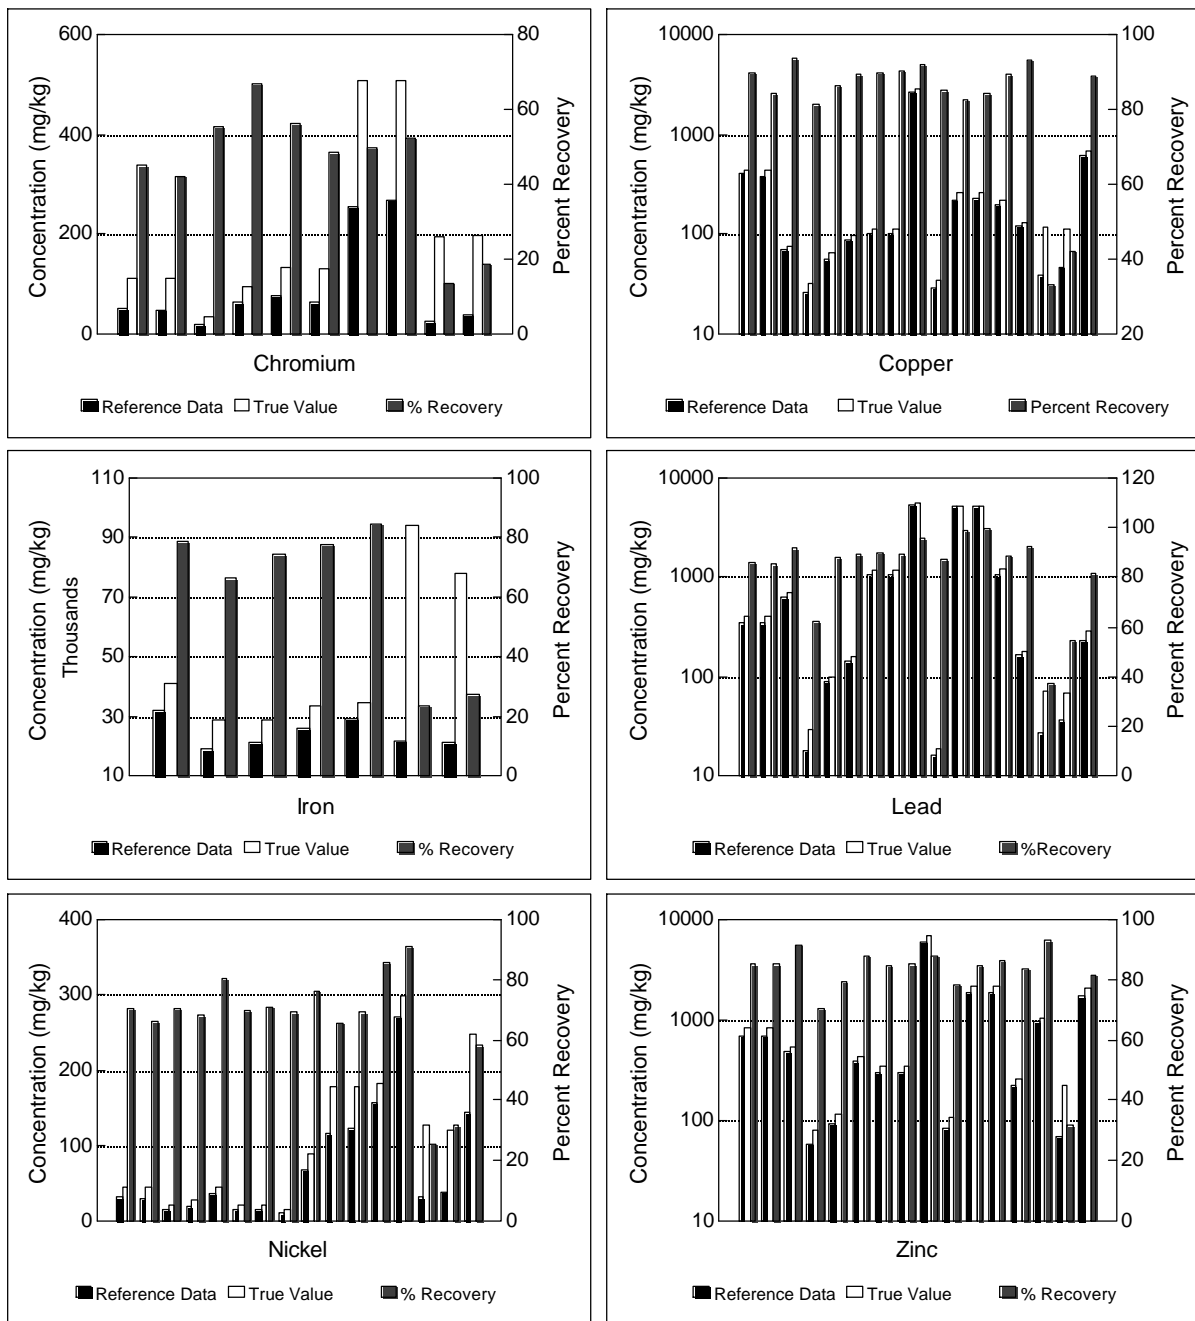 600
400
200
0
Concentration (mg/kg)
80
60
40
20
0
Percent Recovery
Chromium
Reference Data True Value % Recovery
10000
1000
100
10
Concentration (mg/kg)
100
80
60
40
20
Percent Recovery
Copper
Reference Data True Value Percent Recovery
110
90
70
50
30
10
Concentration (mg/kg)
Thousands
100
80
60
40
20
0
Percent Recovery
Iron
Reference Data True Value % Recovery
10000
1000
100
10
Concentration (mg/kg)
120
100
80
60
40
20
0
Percent Recovery
Lead
Reference Data True Value %Recovery
400
300
200
100
0
Concentration (mg/kg)
100
80
60
40
20
0
Percent Recovery
Nickel
Reference Data True Value % Recovery
10000
1000
100
10
Concentration (mg/kg)
100
80
60
40
20
0
Percent Recovery
Zinc
Reference Data True Value % Recovery